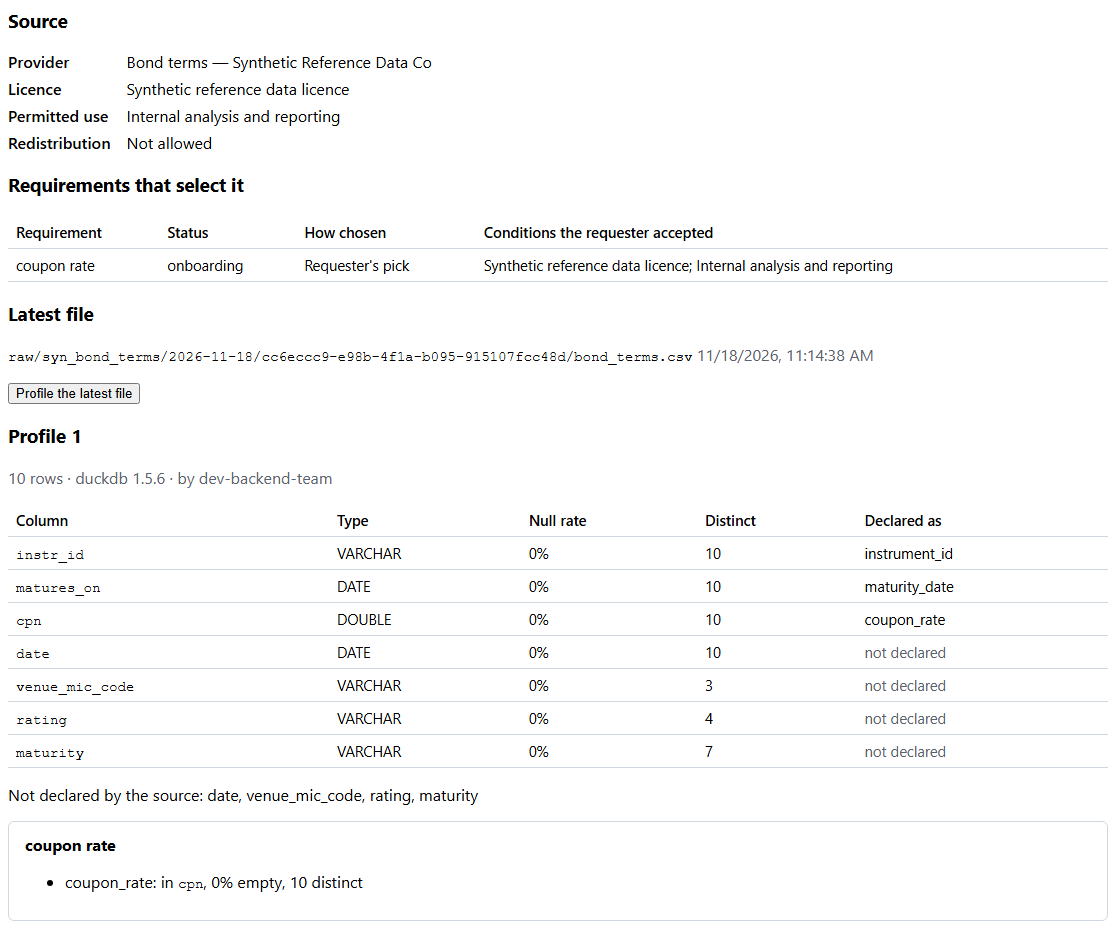 Source
Provider Bond terms — Synthetic Reference Data Co
Licence Synthetic reference data licence
Permitted use Internal analysis and reporting
Redistribution Not allowed
Requirements that select it
Requirement Status How chosen Conditions the requester accepted
coupon rate onboarding Requester's pick Synthetic reference data licence; Internal analysis and reporting
Latest file
raw/syn_bond_terms/2026-11-18/cc6eccc9-e98b-4f1a-b095-915107fcc48d/bond_terms.csv 11/18/2026, 11:14:38 AM
Profile the latest file
Profile 1
10 rows · duckdb 1.5.6 · by dev-backend-team
Column Type Null rate Distinct Declared as
instr_id VARCHAR 0% 10 instrument_id
matures_on DATE 0% 10 maturity_date
cpn DOUBLE 0% 10 coupon_rate
date DATE 0% 10 not declared
venue_mic_code VARCHAR 0% 3 not declared
rating VARCHAR 0% 4 not declared
maturity VARCHAR 0% 7 not declared
Not declared by the source: date, venue_mic_code, rating, maturity
coupon rate
• coupon_rate: in cpn, 0% empty, 10 distinct